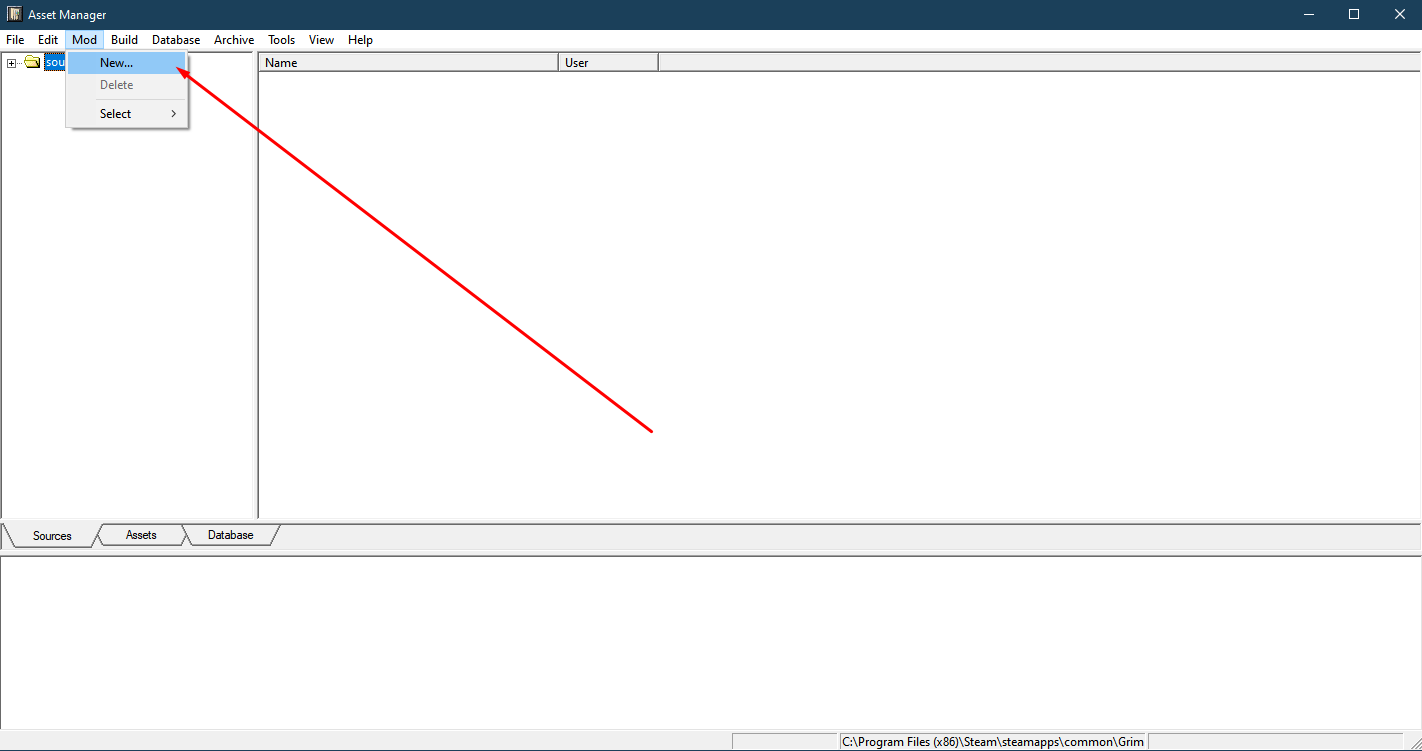 Asset Manager
File Edit Mod Build Database Archive Tools View Help
New...
Delete
Select
Name User
Sources Assets Database
C:\Program Files (x86)\Steam\steamapps\common\Grim